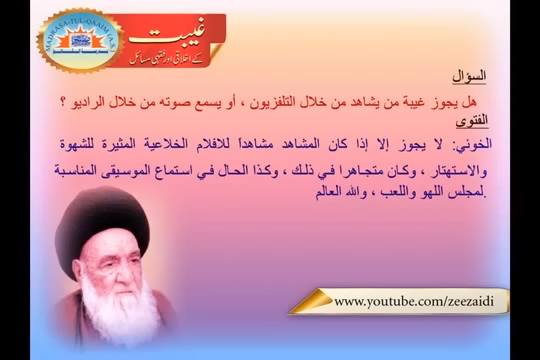 MADRASA-TUL-QAAIM (A.S)
غیبت
کے اخلاقی اور فقہی مسائل
السؤال
هل يجوز غيبة من يشاهد من خلال التلفزيون ، أو يسمع صوته من خلال الراديو ؟
الفتوى
الخوئي: لا يجوز إلا إذا كان المشاهد مشاهداً للافلام الخلاعية المثيرة للشهوة
والاستهتار ، وكان متجاهرا في ذلك ، وكذا الحال في استماع الموسيقى المناسبة
.لمجلس اللهو واللعب ، والله العالم
www.youtube.com/zeezaidi